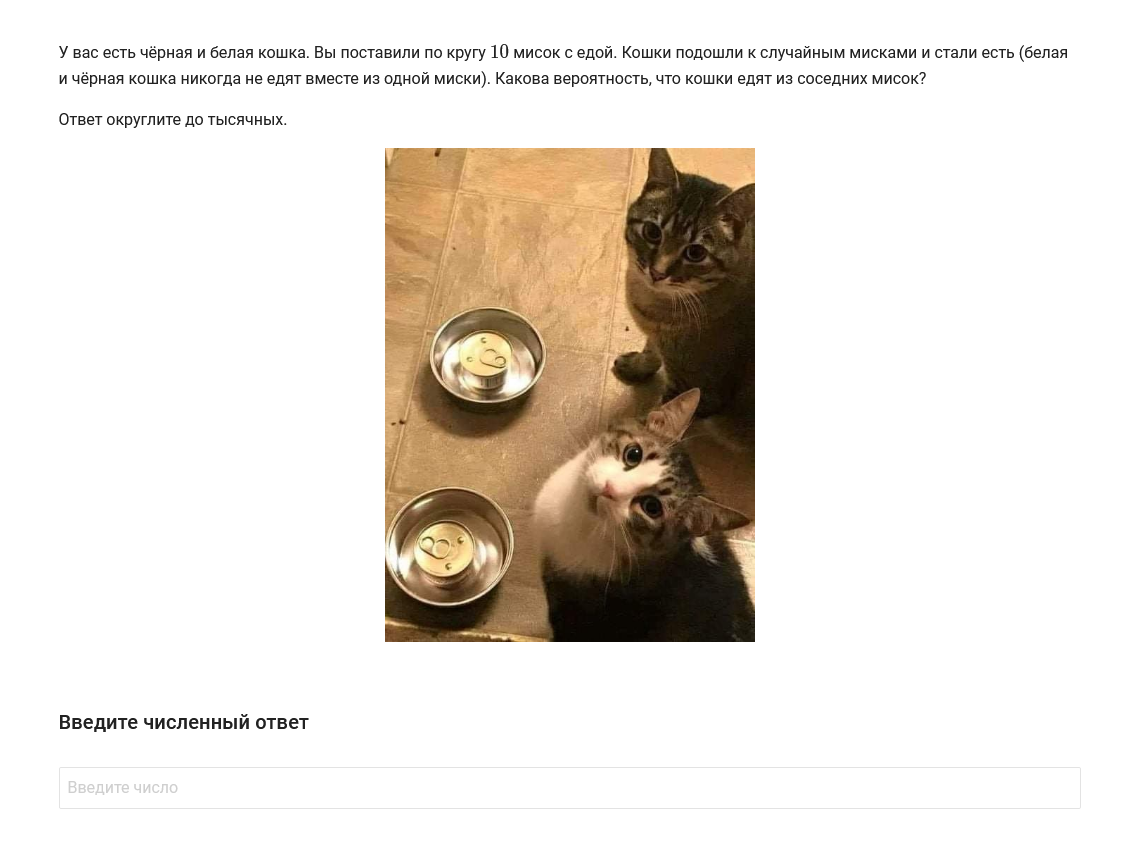 У вас есть чёрная и белая кошка. Вы поставили по кругу 10 мисок с едой. Кошки подошли к случайным мисками и стали есть (белая
и чёрная кошка никогда не едят вместе из одной миски). Какова вероятность, что кошки едят из соседних мисок?
Ответ округлите до тысячных.
Введите численный ответ
Введите число